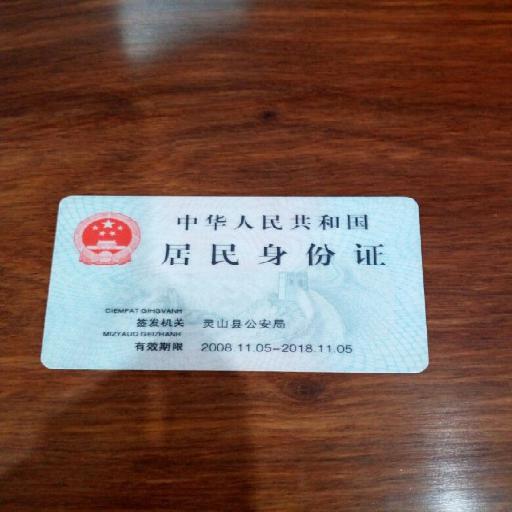 中华人民共和国
居民身份证
CIEMFAT GIHGVANH
签发机关 灵山县公安局
MIZYAUQ GEIZHANH
有效期限 2008.11.05-2018.11.05